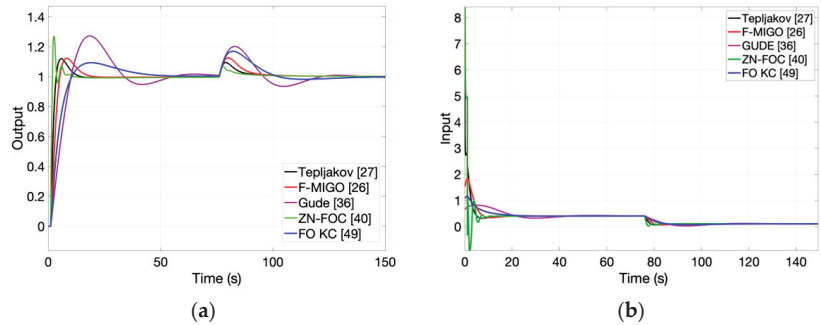 1.4
1.2
1
0.8
0.6
0.4
0.2
0
Output
0 50 100 150
Time (s)
Tepljakov [27]
F-MIGO [26]
Gude [36]
ZN-FOC [40]
FO KC [49]
(a)
8
7
6
5
4
3
2
1
0
Input
0 20 40 60 80 100 120 140
Time (s)
Tepljakov [27]
F-MIGO [26]
GUDE [36]
ZN-FOC [40]
FO KC [49]
(b)